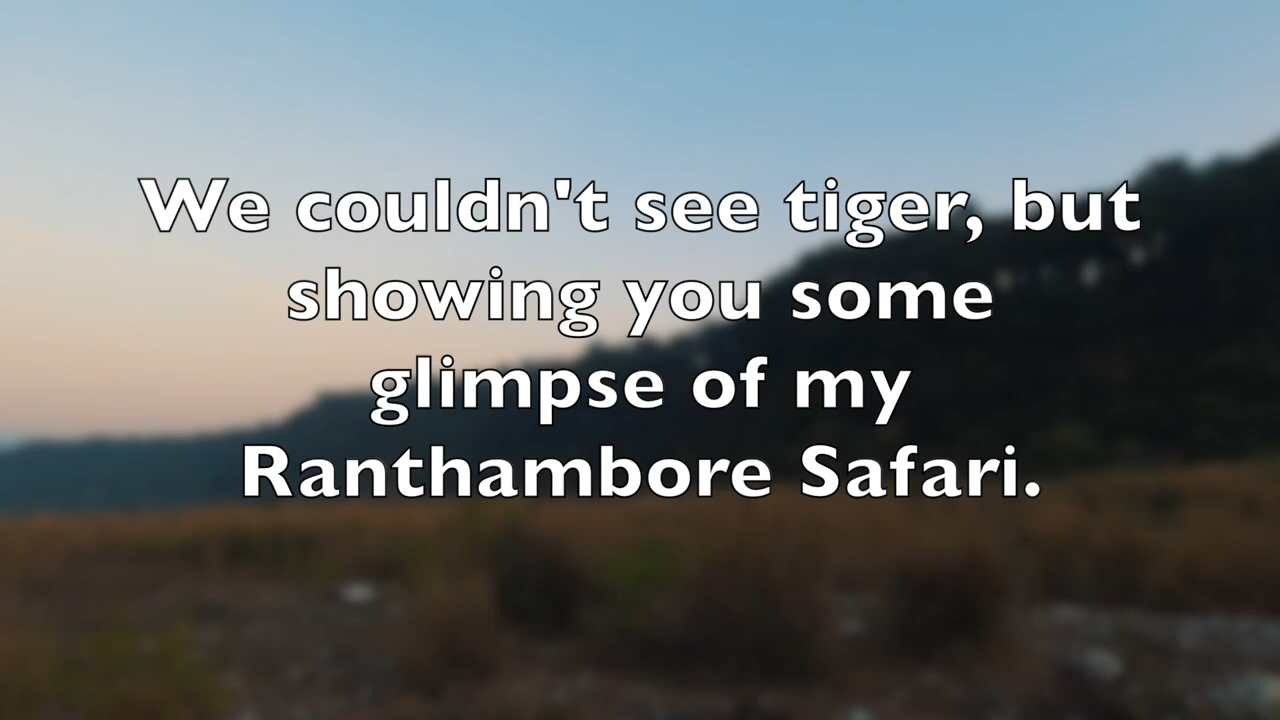 We couldn't see tiger, but
showing you some
glimpse of my
Ranthambore Safari.